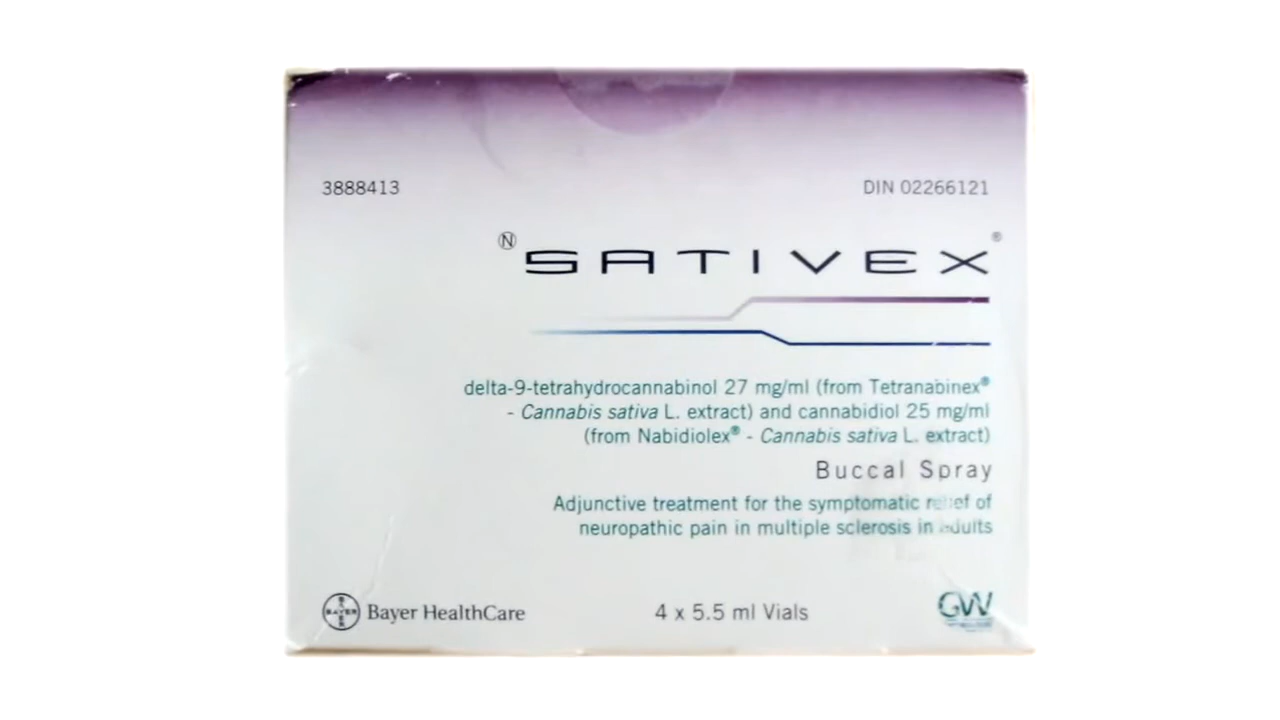 3888413
DIN 02266121
Ⓝ SATIVEX®
delta-9-tetrahydrocannabinol 27 mg/ml (from Tetranabinex®
- Cannabis sativa L. extract) and cannabidiol 25 mg/ml
(from Nabidiolex® - Cannabis sativa L. extract)
Buccal Spray
Adjunctive treatment for the symptomatic relief of
neuropathic pain in multiple sclerosis in adults
BAYER Bayer HealthCare
4 x 5.5 ml Vials
GW